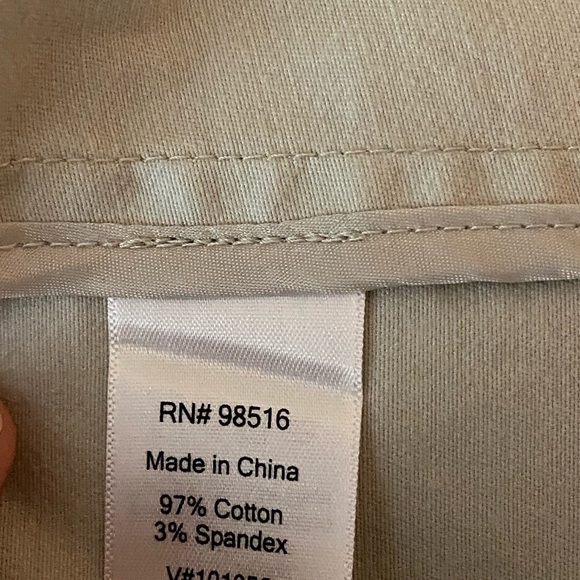 RN# 98516
Made in China
97% Cotton
3% Spandex